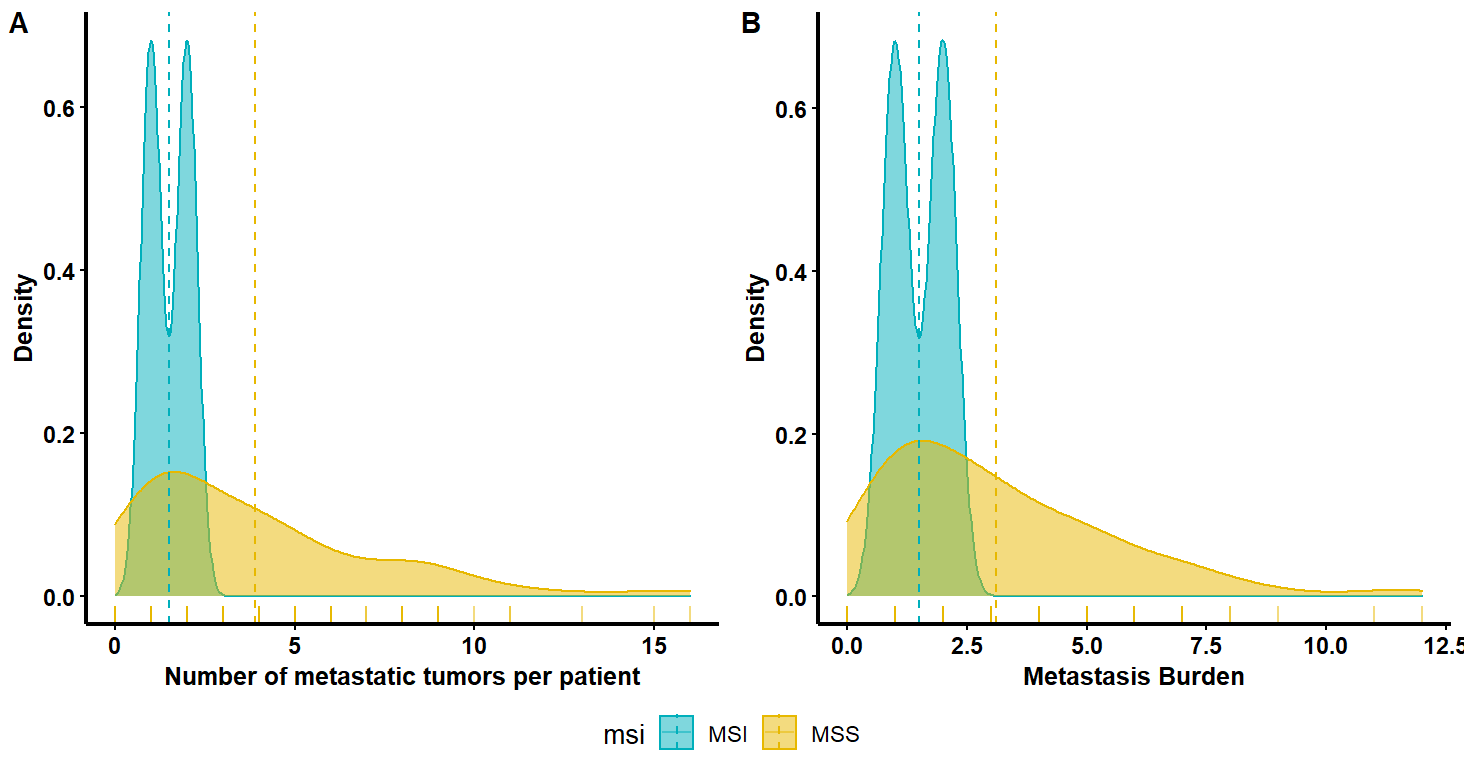 A
Density
0.6
0.4
0.2
0.0
0 5 10 15
Number of metastatic tumors per patient
B
Density
0.6
0.4
0.2
0.0
0.0 2.5 5.0 7.5 10.0 12.5
Metastasis Burden
msi MSI MSS